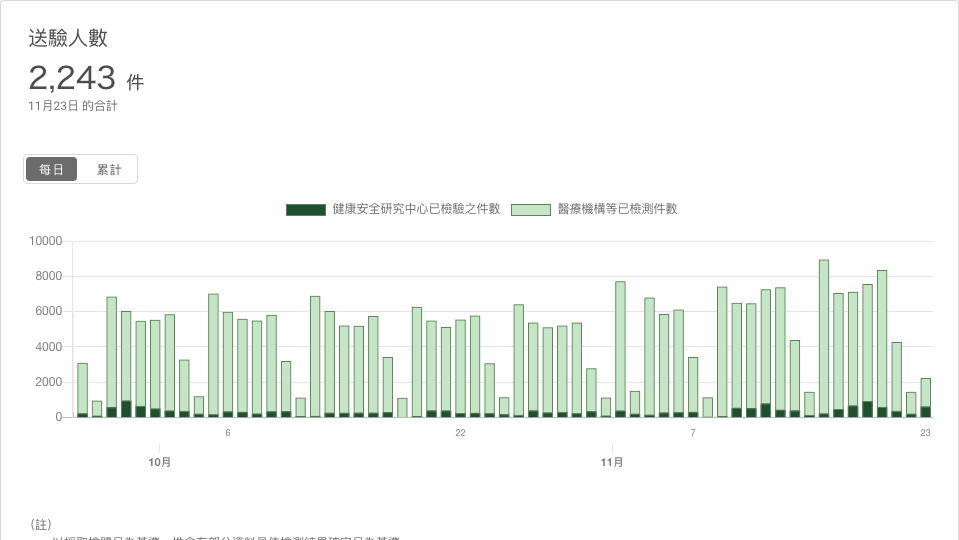 送驗人數
2,243 件
11月23日 的合計
每日 累計
健康安全研究中心已檢驗之件數 醫療機構等已檢測件數
10000
8000
6000
4000
2000
0
6 22 7 23
10月 11月
(註)